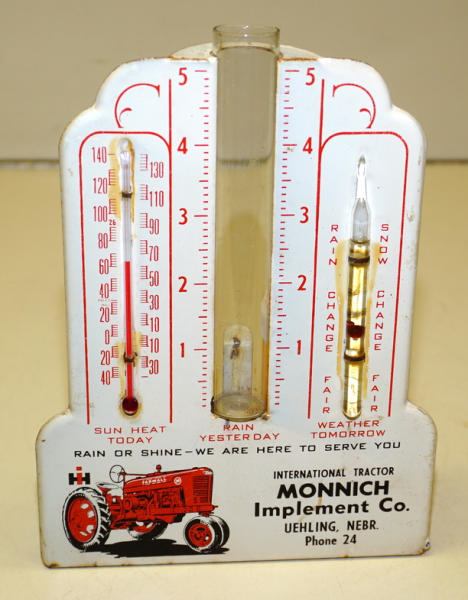 5 5
4 4
3 3
2 2
1 1
140
120
100
80
60
40
20
0
20
40
130
110
90
70
50
30
10
10
30
RAIN CHANGE FAIR
SNOW CHANGE FAIR
SUN HEAT
TODAY
RAIN
YESTERDAY
WEATHER
TOMORROW
RAIN OR SHINE—WE ARE HERE TO SERVE YOU
IH
FARMALL
INTERNATIONAL TRACTOR
MONNICH
Implement Co.
UEHLING, NEBR.
Phone 24